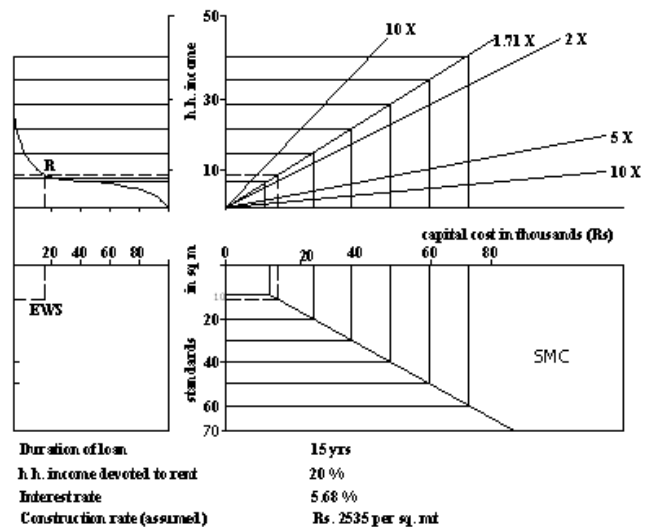 50
10 X
1.71 X
2 X
h.h. income
30
R
5 X
10
10 X
0
capital cost in thousands (Rs)
20 40 60 80
0 20 40 60 80
in sq m.
10
EWS
20
SMC
standards
40
60
70
Duration of loan 15 yrs
h h. income devoted to rent 20 %
Interest rate 5.68 %
Construction rate (assumed) Rs. 2535 per sq. mt